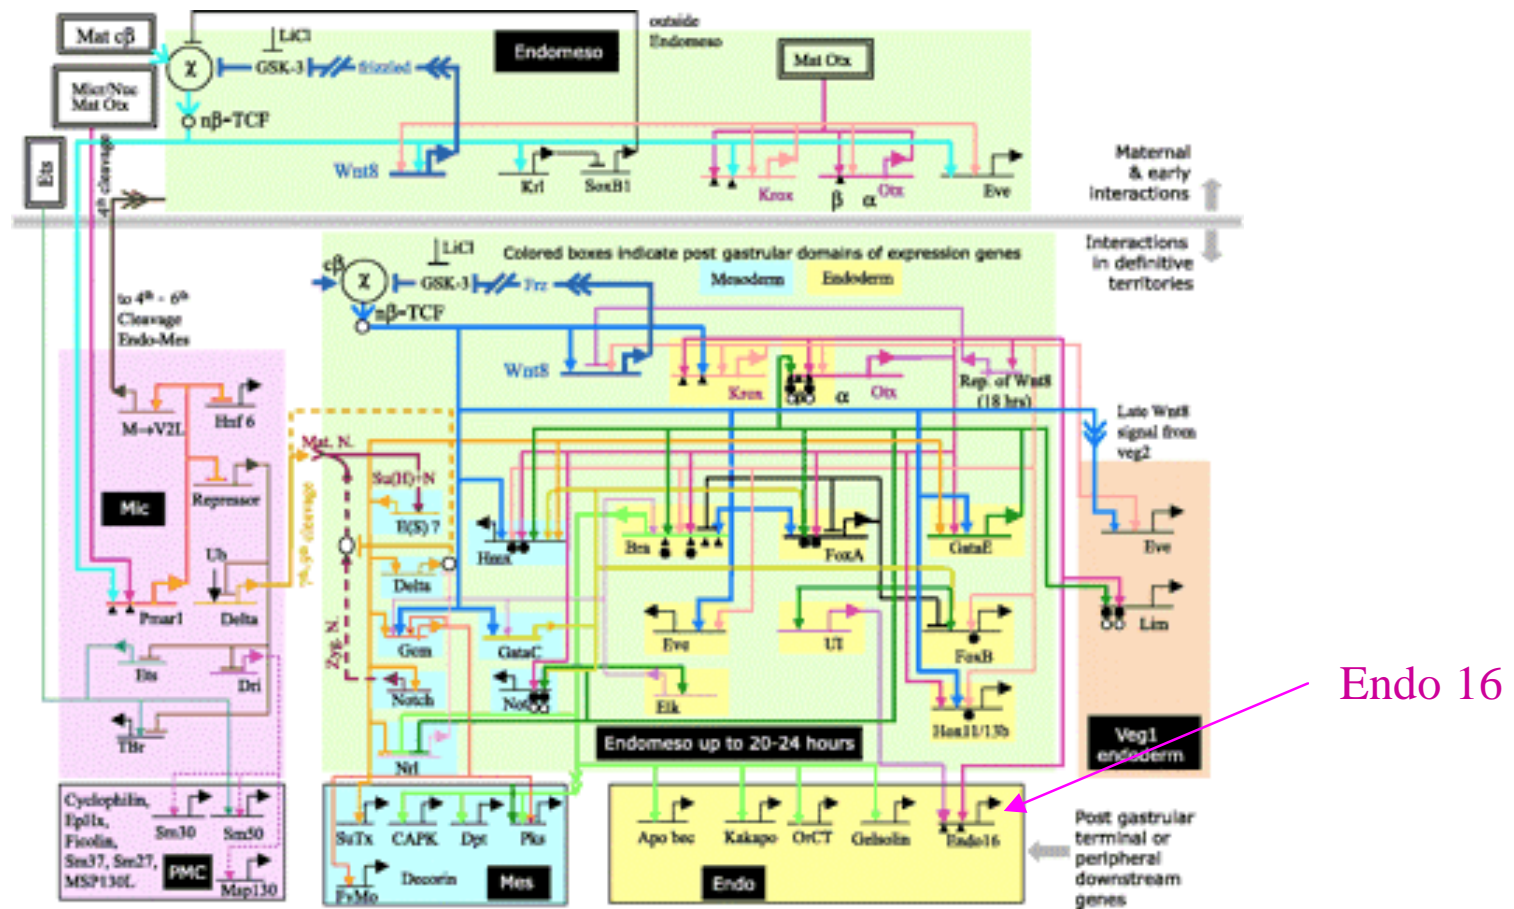 Mat cβ
LiCl
outside
Endomeso
Endomeso
χ
GSK-3
frizzled
Mat Otx
Micr/Nuc
Mat Otx
nβ=TCF
Ets
4th cleavage
Wnt8
Krl
SoxB1
Krox
β
α
Otx
Eve
Maternal
& early
interactions
Interactions
in definitive
territories
LiCl
Colored boxes indicate post gastrular domains of expression genes
cβ
χ
GSK-3
Frz
Mesoderm
Endoderm
nβ=TCF
to 4th - 6th
Cleavage
Endo-Mes
Wnt8
Krox
α
Otx
Rep. of Wnt8
(18 hrs)
Late Wnt8
signal from
veg2
M→V2L
Hnf 6
Mat. N.
Su(H)+N
Repressor
Mic
7th, 9th cleavage
E(S) ?
Hmx
Bra
FoxA
GataE
Eve
Ub
Delta
Pmar1
Delta
Zyg. N.
Gcm
GataC
Eve
UI
FoxB
Lim
Ets
Dri
Notch
Not
Elk
Hox11/13b
Endo 16
TBr
Nrl
Endomeso up to 20-24 hours
Veg1
endoderm
Cyclophilin,
EpHx,
Ficolin,
Sm37, Sm27,
MSP130L
Sm30
Sm50
PMC
Msp130
SuTx
CAPK
Dpt
Pks
Decorin
Mes
FvMo
Apo bec
Kakapo
OrCT
Gelsolin
Endo16
Endo
Post gastrular
terminal or
peripheral
downstream
genes